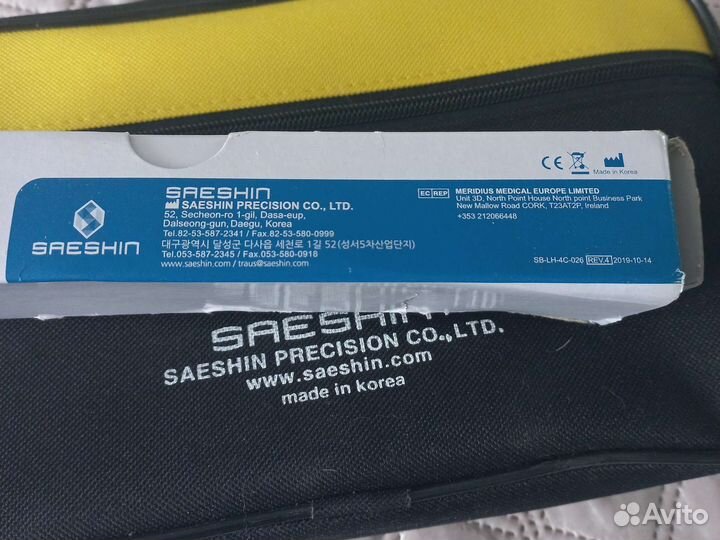 SAESHIN
SAESHIN
SAESHIN PRECISION CO., LTD.
52, Secheon-ro 1-gil, Dasa-eup,
Dalseong-gun, Daegu, Korea
Tel.82-53-587-2341 / Fax.82-53-580-0999
대구광역시 달성군 다사읍 세천로 1길 52 (성서5차산업단지)
Tel.053-587-2345 / Fax.053-580-0918
www.saeshin.com / traus@saeshin.com
CE
Made in Korea
EC REP MERIDIUS MEDICAL EUROPE LIMITED
Unit 3D, North Point House North point Business Park
New Mallow Road CORK, T23AT2P, Ireland
+353 212066448
SB-LH-4C-026 REV.4 2019-10-14
SAESHIN
SAESHIN PRECISION CO., LTD.
www.saeshin.com
made in korea
Avito